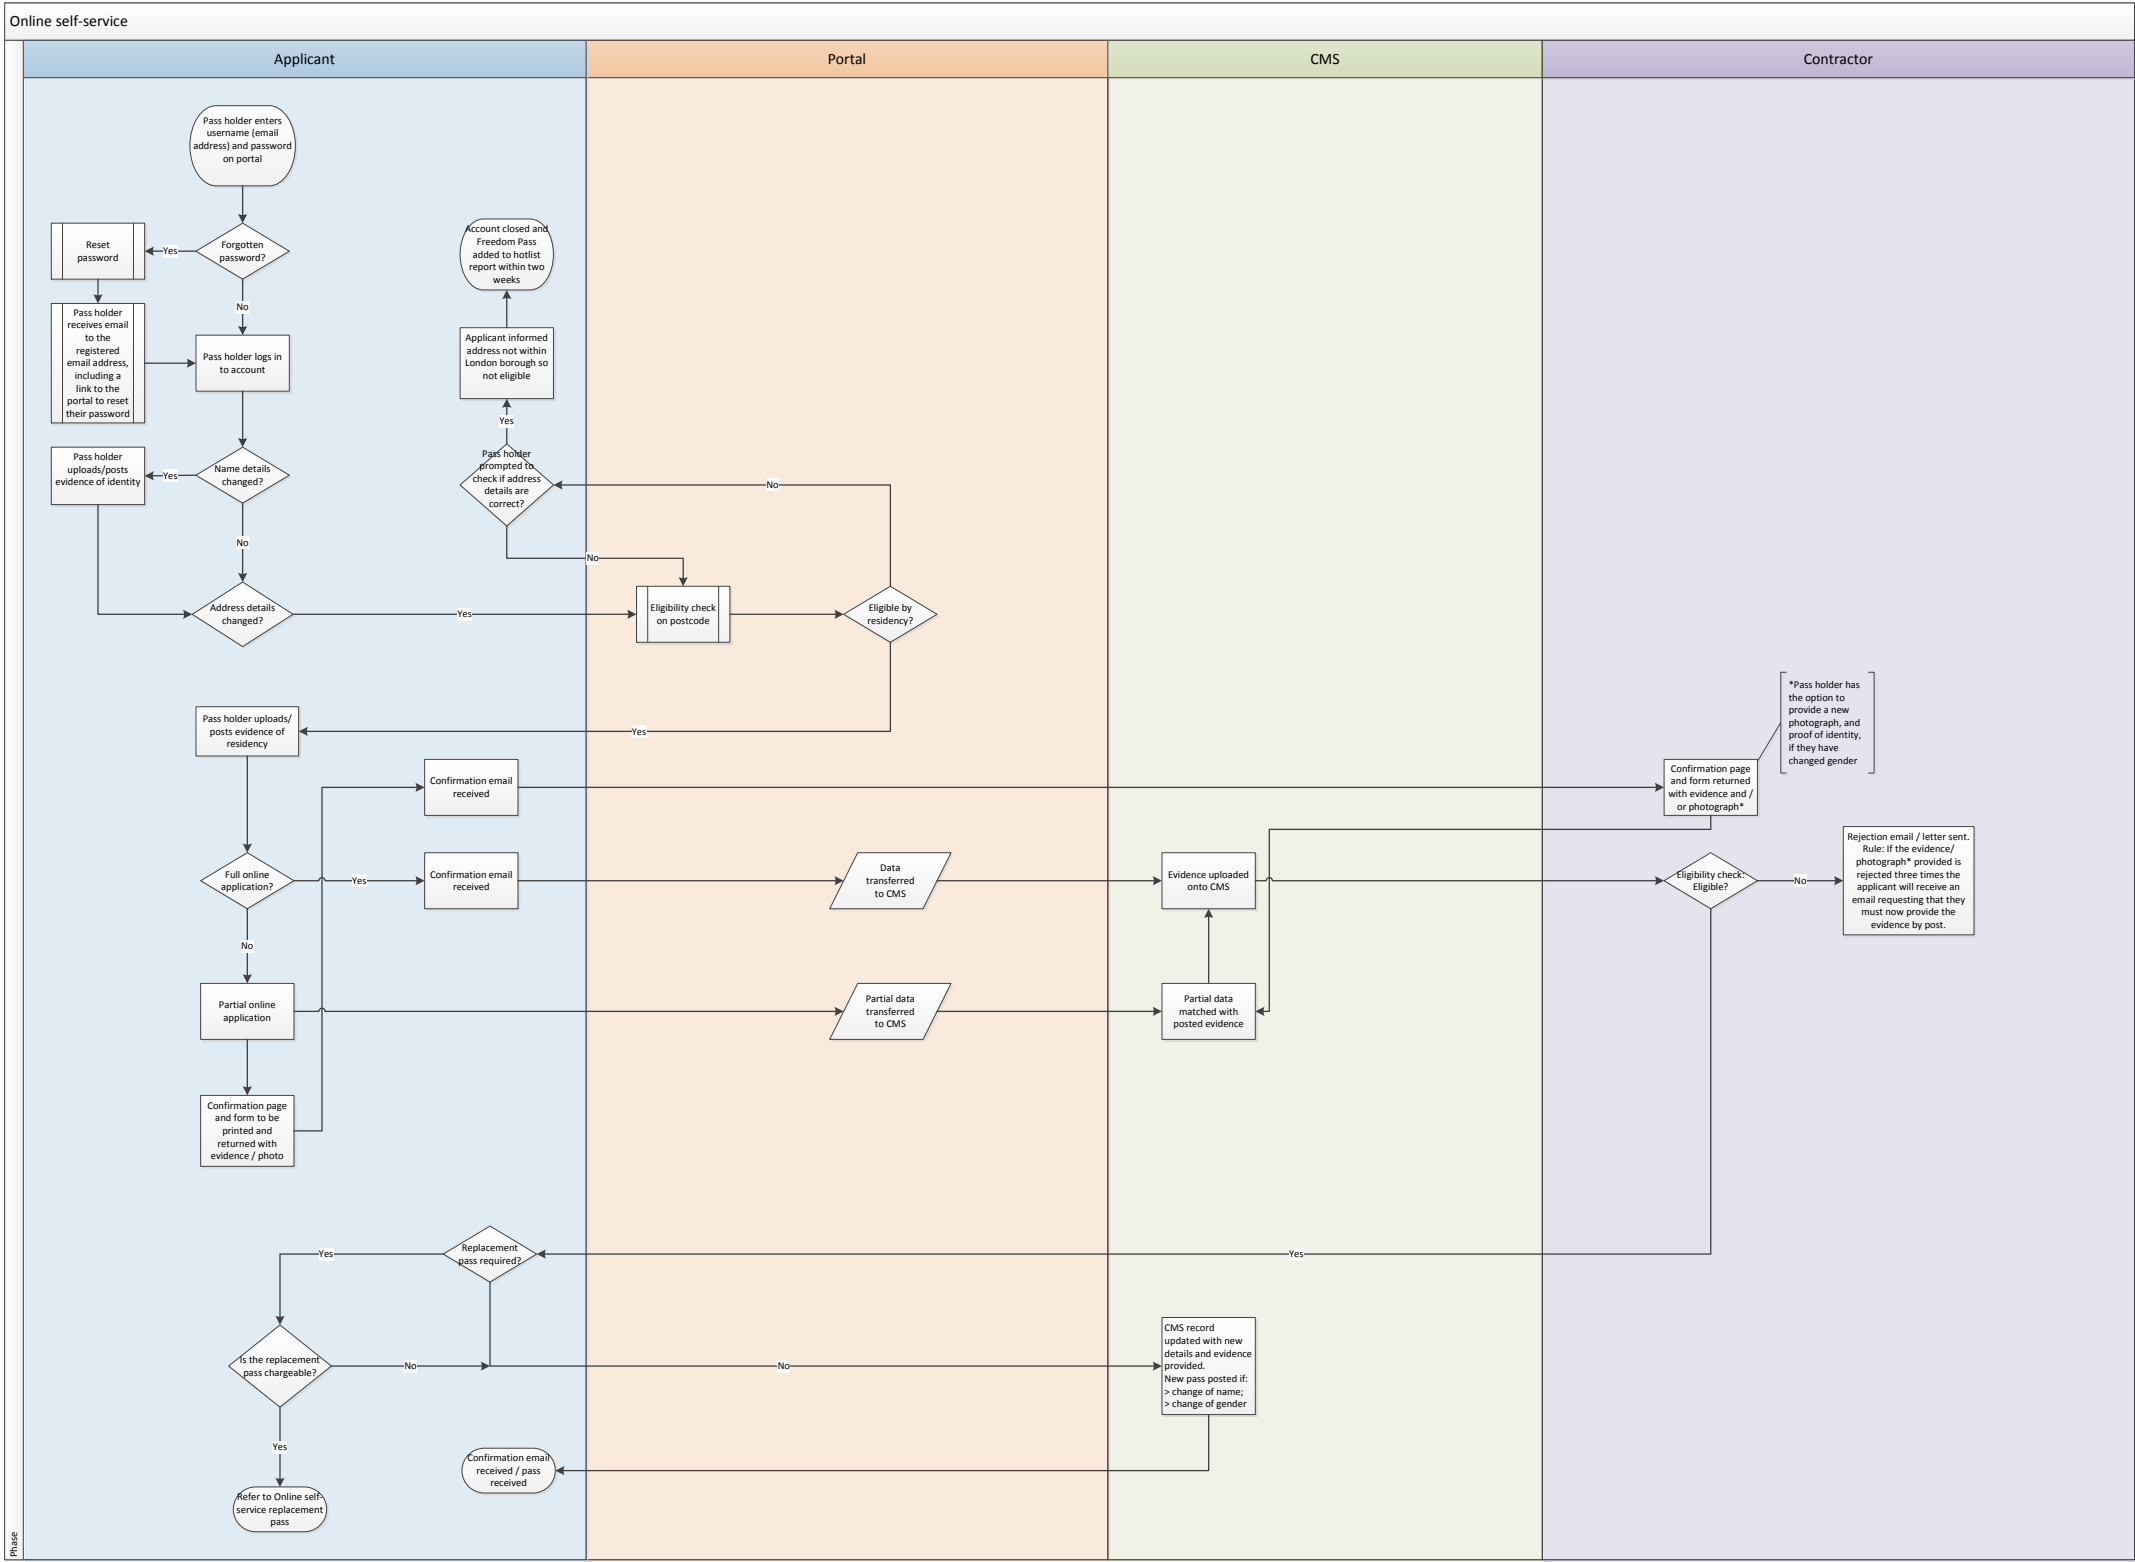 Online self-service
Applicant
Portal
CMS
Contractor
Phase
Pass holder enters
username (email
address) and password
on portal
Forgotten
password?
Yes
Reset
password
No
Pass holder
receives email
to the
registered
email address,
including a
link to the
portal to reset
their password
Pass holder logs in
to account
Account closed and
Freedom Pass
added to hotlist
report within two
weeks
Applicant informed
address not within
London borough so
not eligible
Yes
Pass holder
prompted to
check if address
details are
correct?
No
No
Name details
changed?
Yes
Pass holder
uploads/posts
evidence of identity
No
Address details
changed?
Yes
Eligibility check
on postcode
Eligible by
residency?
Yes
Pass holder uploads/
posts evidence of
residency
Confirmation email
received
*Pass holder has
the option to
provide a new
photograph, and
proof of identity,
if they have
changed gender
Confirmation page
and form returned
with evidence and /
or photograph*
Full online
application?
Yes
Confirmation email
received
Data
transferred
to CMS
Evidence uploaded
onto CMS
Eligibility check:
Eligible?
No
Rejection email / letter sent.
Rule: If the evidence/
photograph* provided is
rejected three times the
applicant will receive an
email requesting that they
must now provide the
evidence by post.
No
Partial online
application
Partial data
transferred
to CMS
Partial data
matched with
posted evidence
Confirmation page
and form to be
printed and
returned with
evidence / photo
Yes
Replacement
pass required?
Yes
Is the replacement
pass chargeable?
No
No
CMS record
updated with new
details and evidence
provided.
New pass posted if:
> change of name;
> change of gender
Yes
Confirmation email
received / pass
received
Refer to Online self-
service replacement
pass